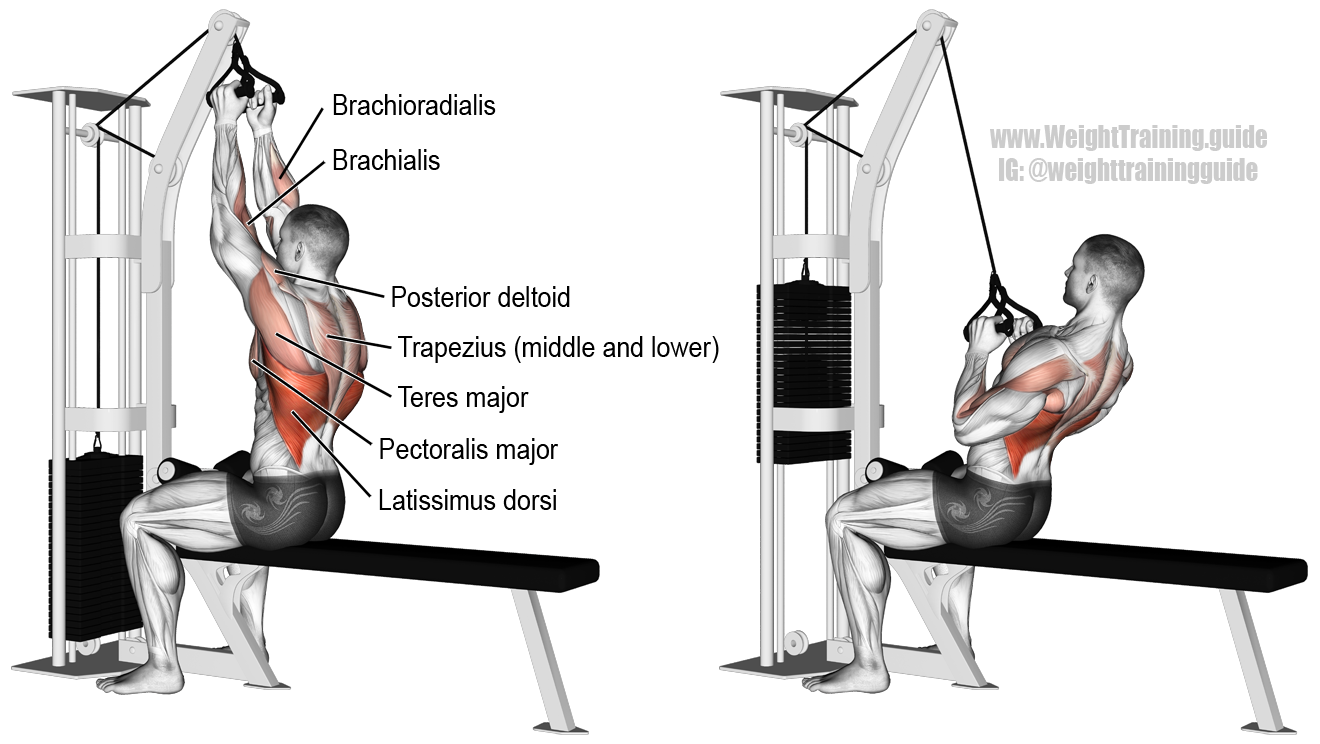 Brachioradialis
Brachialis
Posterior deltoid
Trapezius (middle and lower)
Teres major
Pectoralis major
Latissimus dorsi
www.WeightTraining.guide
IG: @weighttrainingguide